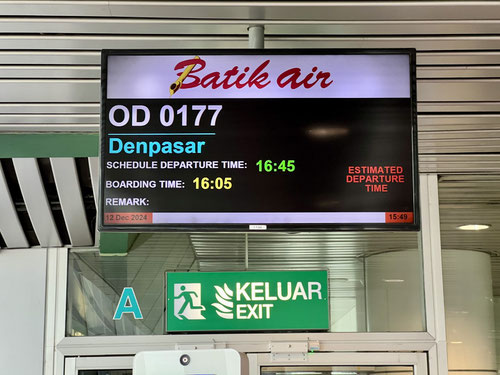 Batik air
OD 0177
Denpasar
SCHEDULE DEPARTURE TIME: 16:45
BOARDING TIME: 16:05
REMARK:
ESTIMATED
DEPARTURE
TIME
12 Dec 2024 15:49
A
KELUAR
EXIT